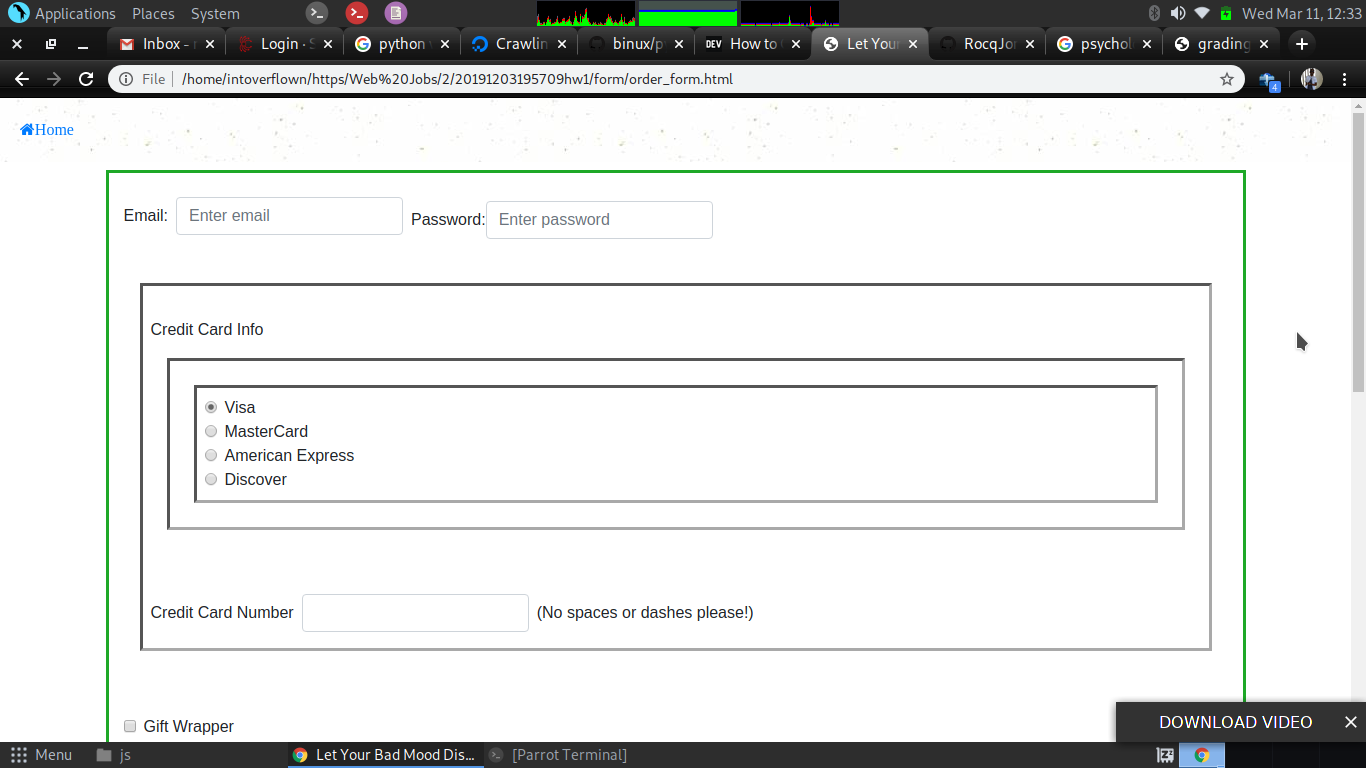 Applications Places System Wed Mar 11, 12:33
Inbox - Login · python Crawlin binux/p DEV How to Let Your RocqJor psychol grading
File /home/intoverflown/https/Web%20Jobs/2/20191203195709hw1/form/order_form.html 4
Home
Email: Enter email Password: Enter password
Credit Card Info
Visa
MasterCard
American Express
Discover
Credit Card Number (No spaces or dashes please!)
Gift Wrapper
DOWNLOAD VIDEO
Menu js Let Your Bad Mood Dis... [Parrot Terminal]